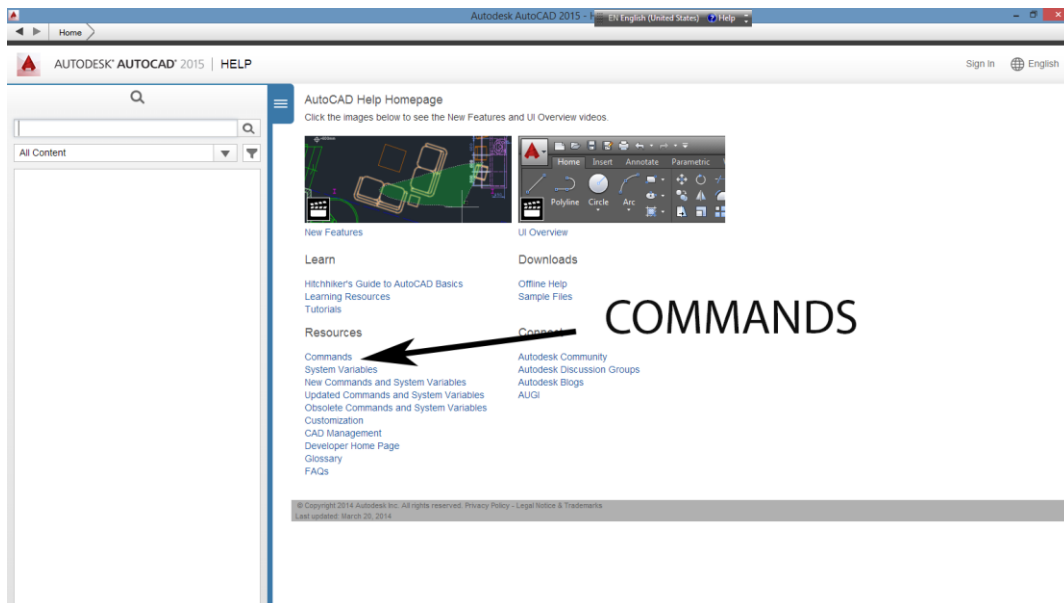 Autodesk AutoCAD 2015 -
EN English (United States) Help
Home
AUTODESK® AUTOCAD® 2015 | HELP
Sign In English
All Content
AutoCAD Help Homepage
Click the images below to see the New Features and UI Overview videos.
Home Insert Annotate Parametric
Polyline Circle Arc
New Features
UI Overview
Learn
Hitchhiker's Guide to AutoCAD Basics
Learning Resources
Tutorials
Downloads
Offline Help
Sample Files
COMMANDS
Resources
Commands
System Variables
New Commands and System Variables
Updated Commands and System Variables
Obsolete Commands and System Variables
Customization
CAD Management
Developer Home Page
Glossary
FAQs
Autodesk Community
Autodesk Discussion Groups
Autodesk Blogs
AUGI
© Copyright 2014 Autodesk Inc. All rights reserved. Privacy Policy - Legal Notice & Trademarks
Last updated: March 20, 2014